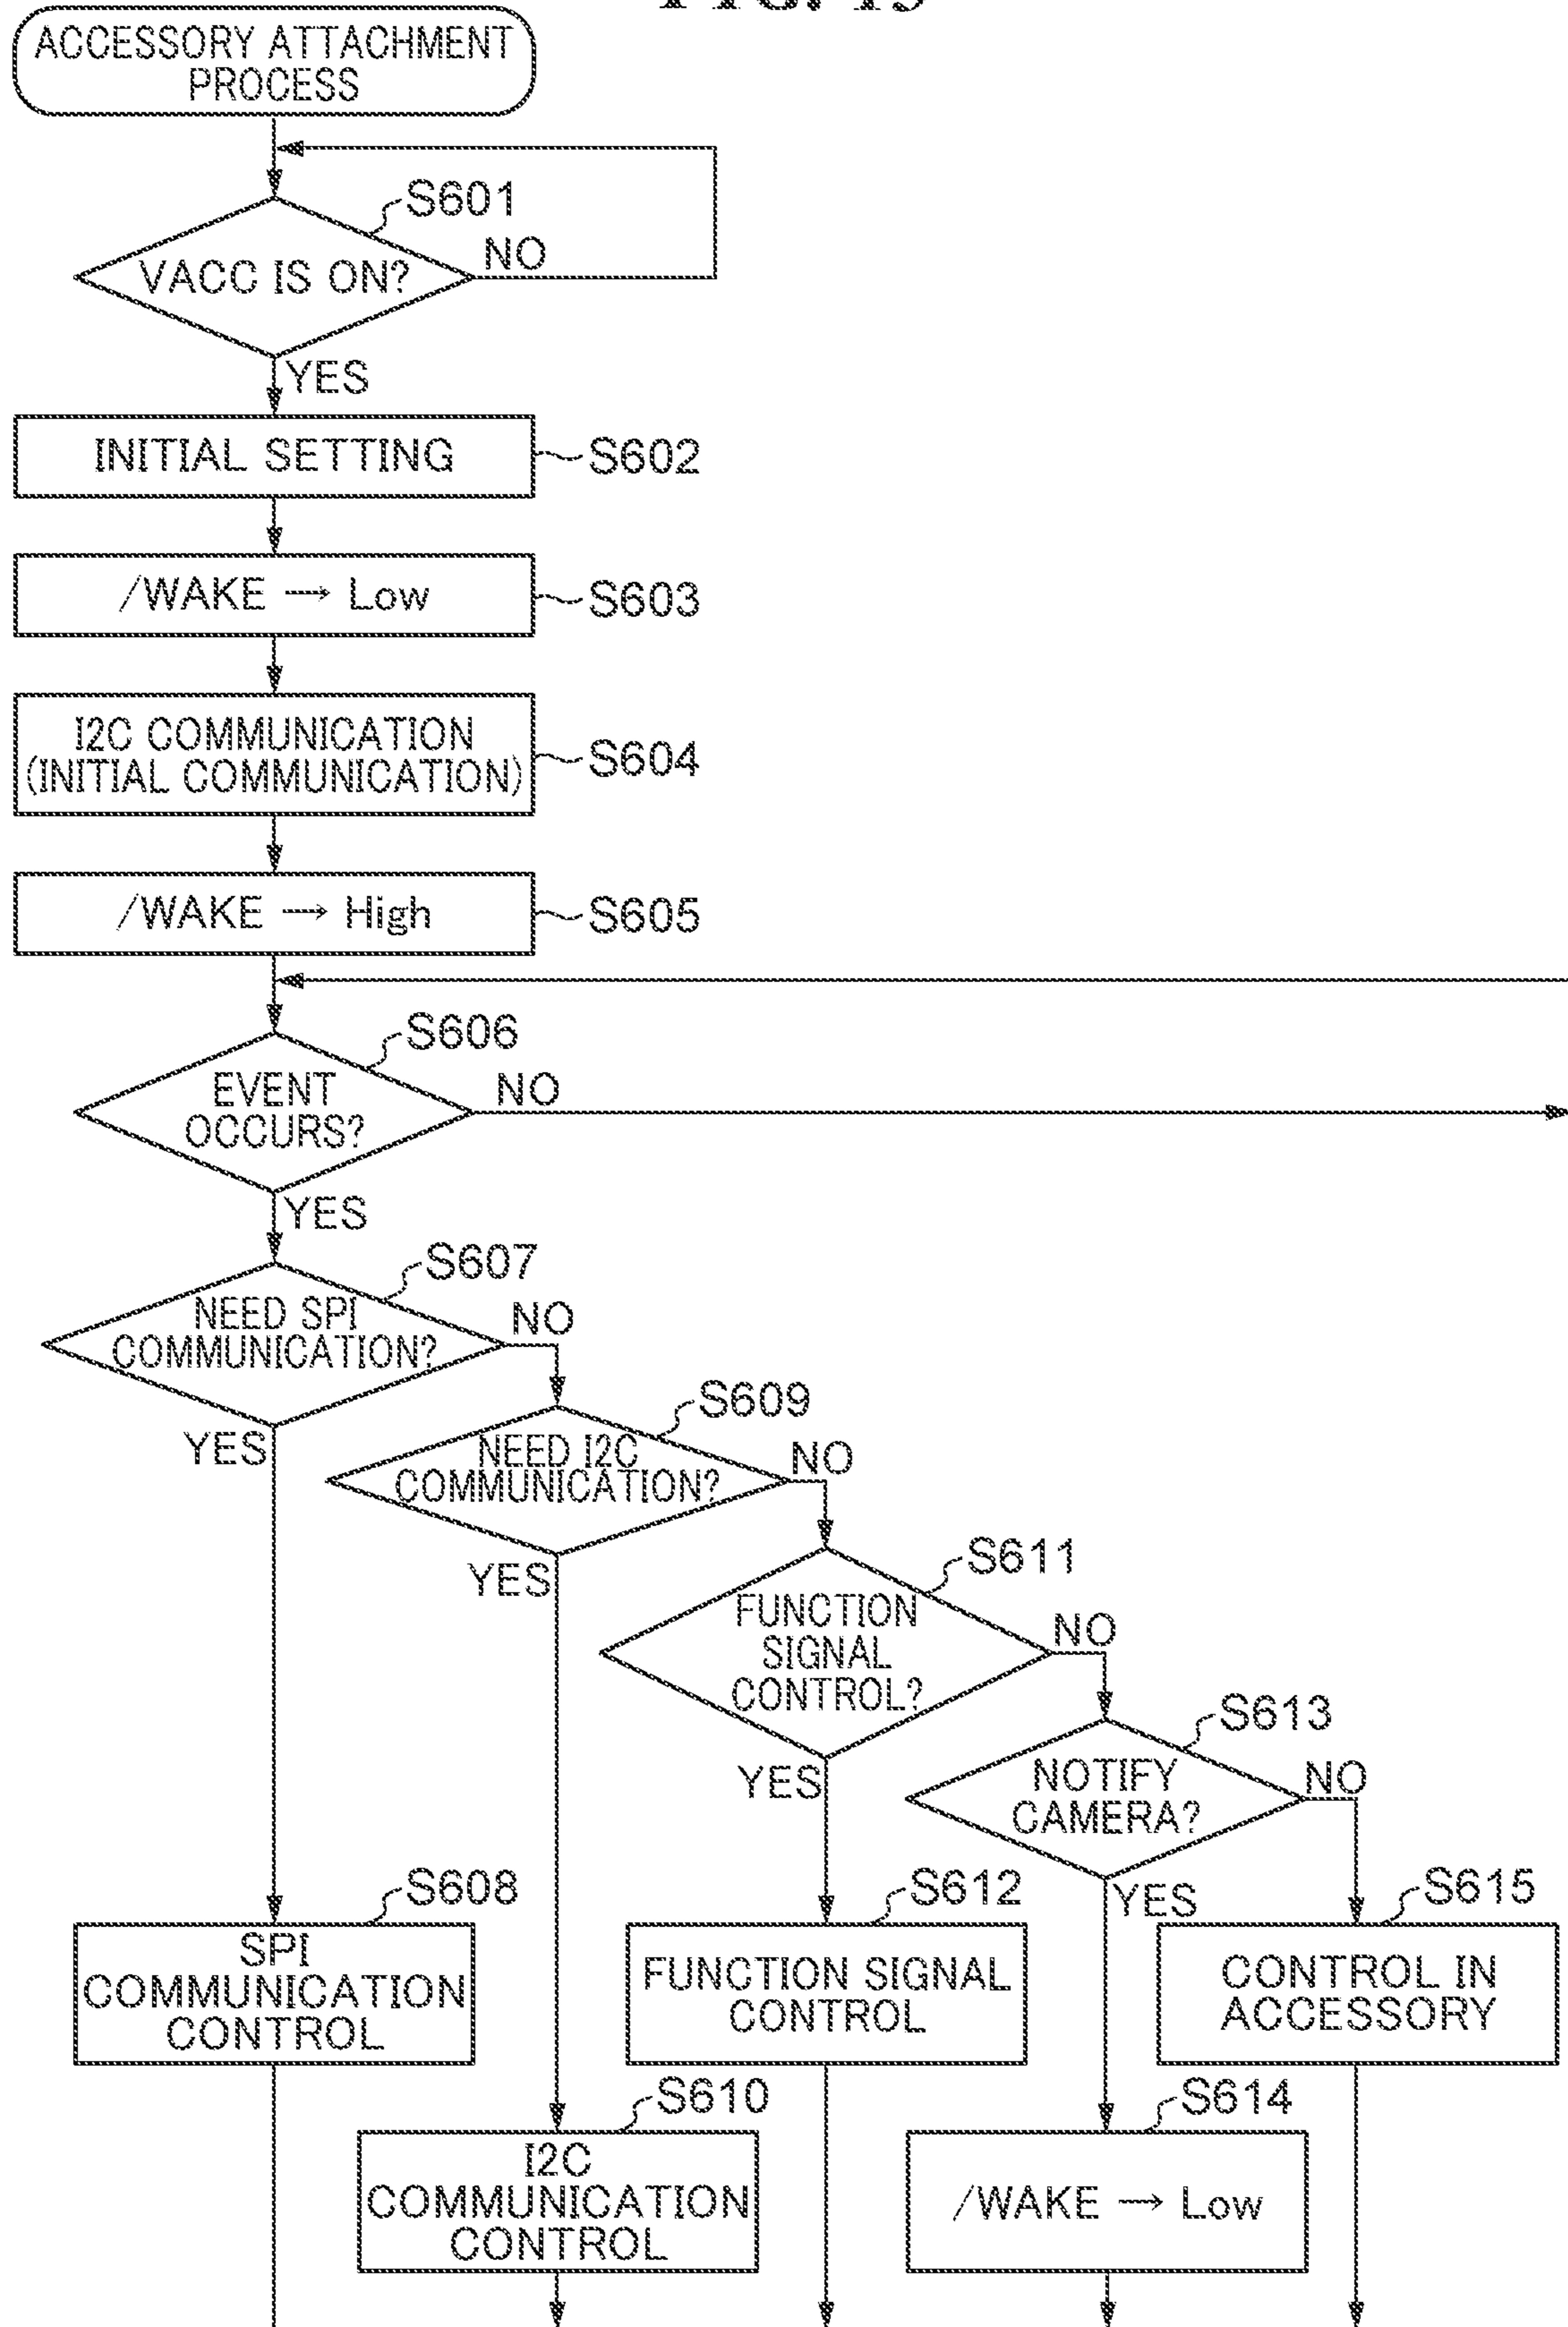 ACCESSORY ATTACHMENT
PROCESS
S601
VACC IS ON?
NO
YES
INITIAL SETTING
S602
/WAKE → Low
S603
I2C COMMUNICATION
(INITIAL COMMUNICATION)
S604
/WAKE → High
S605
S606
EVENT
OCCURS?
NO
YES
S607
NEED SPI
COMMUNICATION?
NO
YES
S609
NEED I2C
COMMUNICATION?
NO
YES
S611
FUNCTION
SIGNAL
CONTROL?
NO
YES
S613
NOTIFY
CAMERA?
NO
YES
S608
SPI
COMMUNICATION
CONTROL
S612
FUNCTION SIGNAL
CONTROL
S615
CONTROL IN
ACCESSORY
S610
I2C
COMMUNICATION
CONTROL
S614
/WAKE → Low